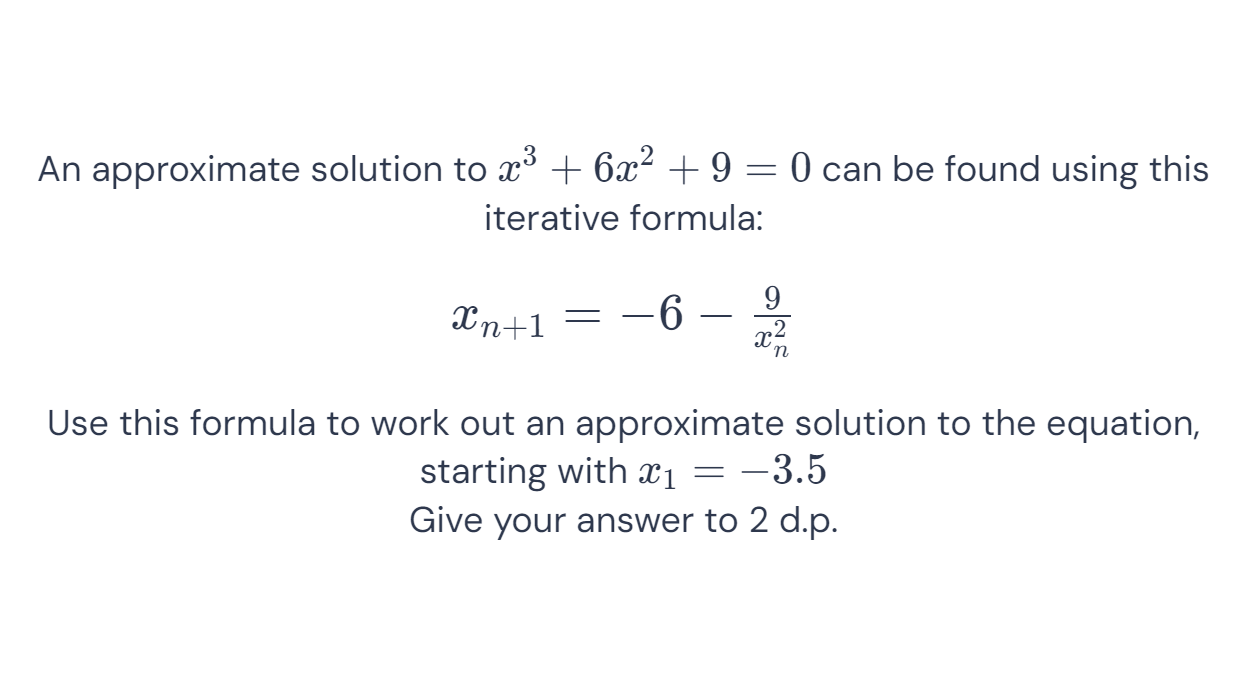 An approximate solution to $x^3 + 6x^2 + 9 = 0$ can be found using this
iterative formula:
$x_{n+1} = -6 - \frac{9}{x_n^2}$
Use this formula to work out an approximate solution to the equation,
starting with $x_1 = -3.5$
Give your answer to 2 d.p.